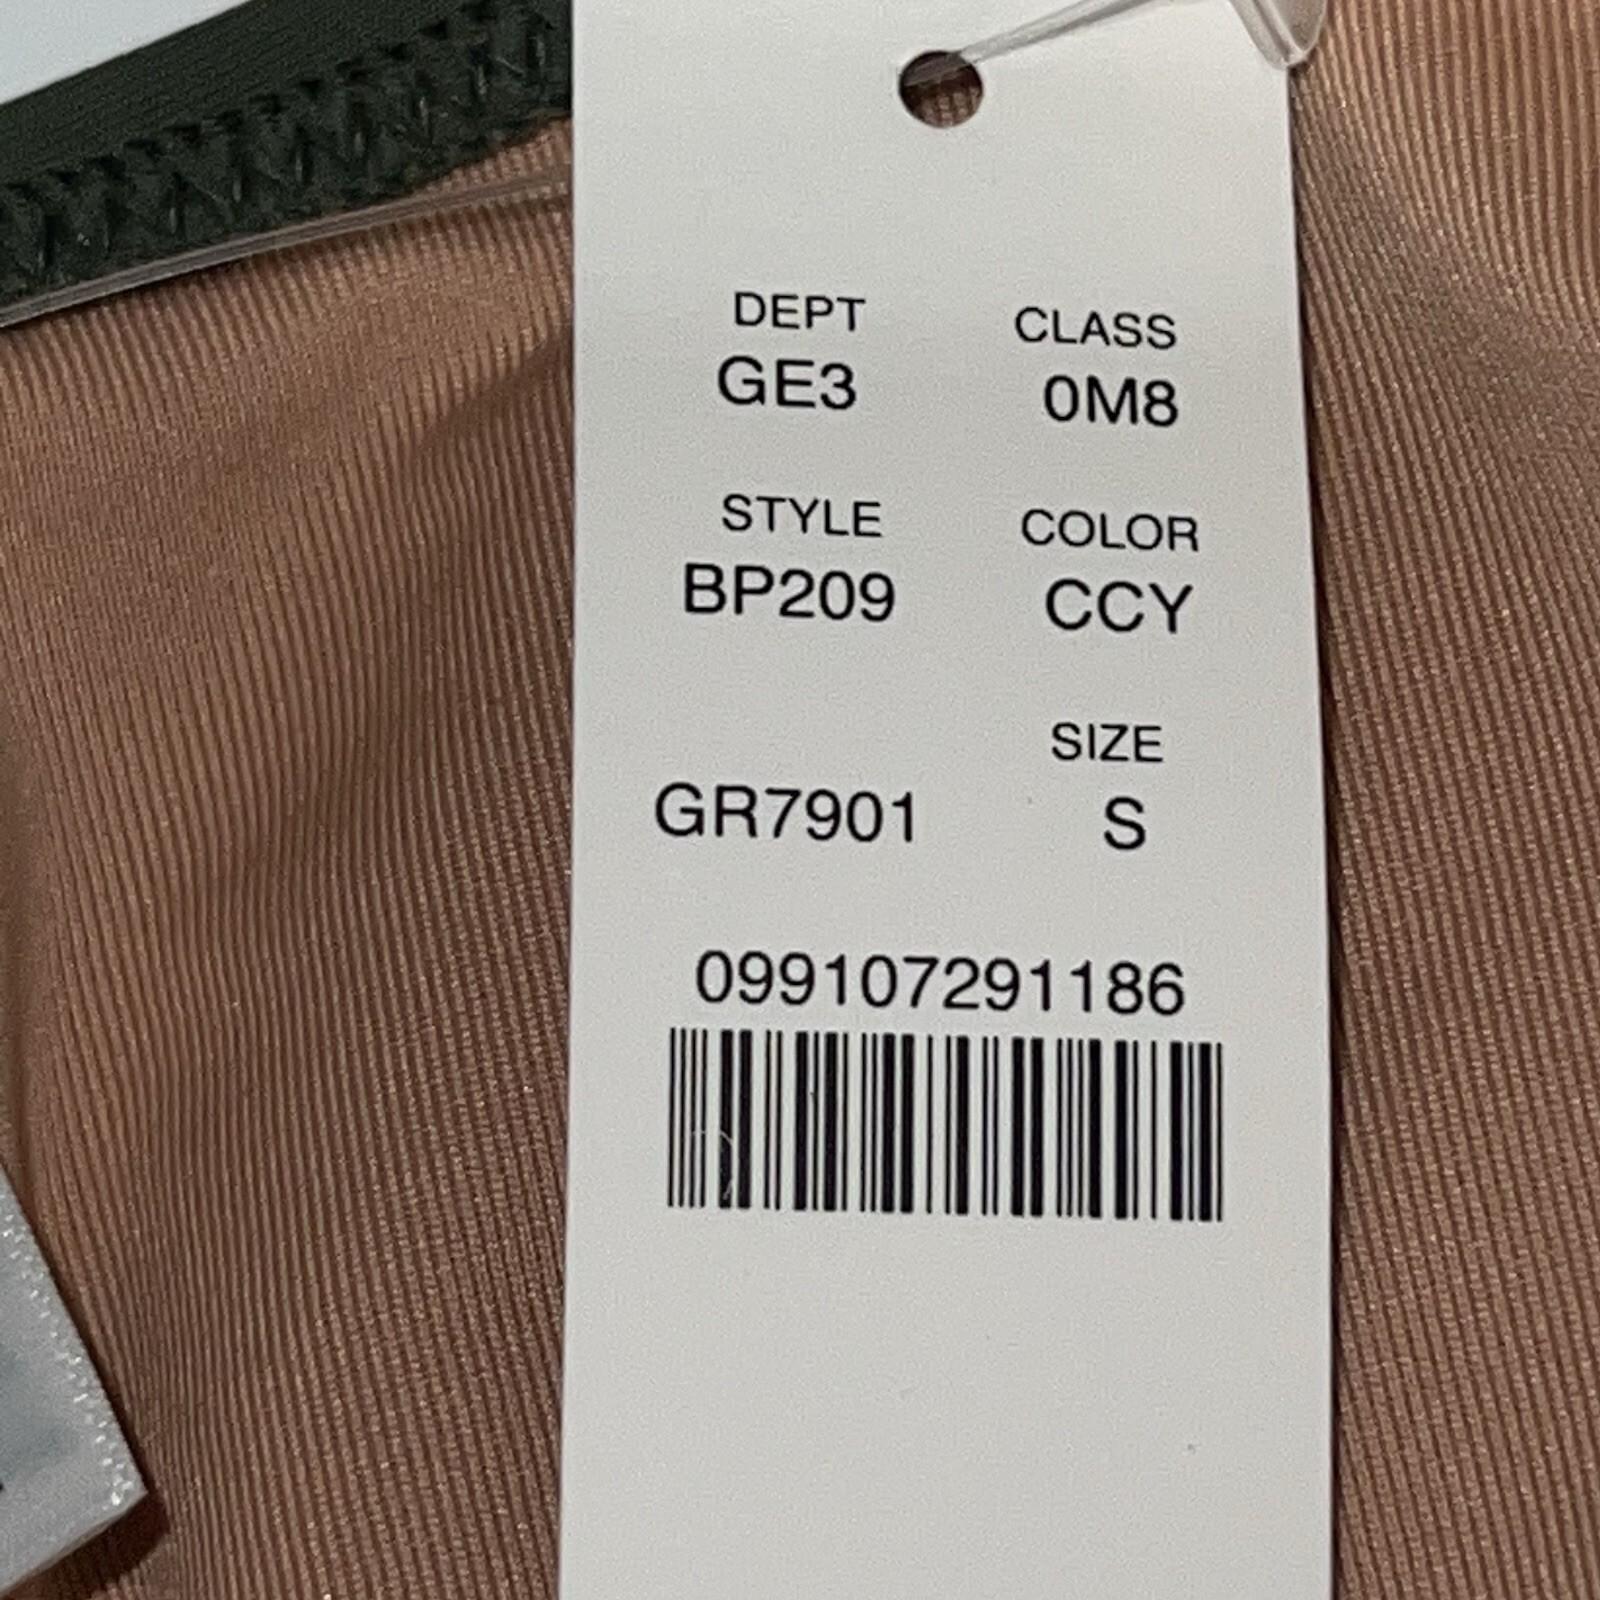 DEPT CLASS
GE3 0M8
STYLE COLOR
BP209 CCY
SIZE
GR7901 S
099107291186